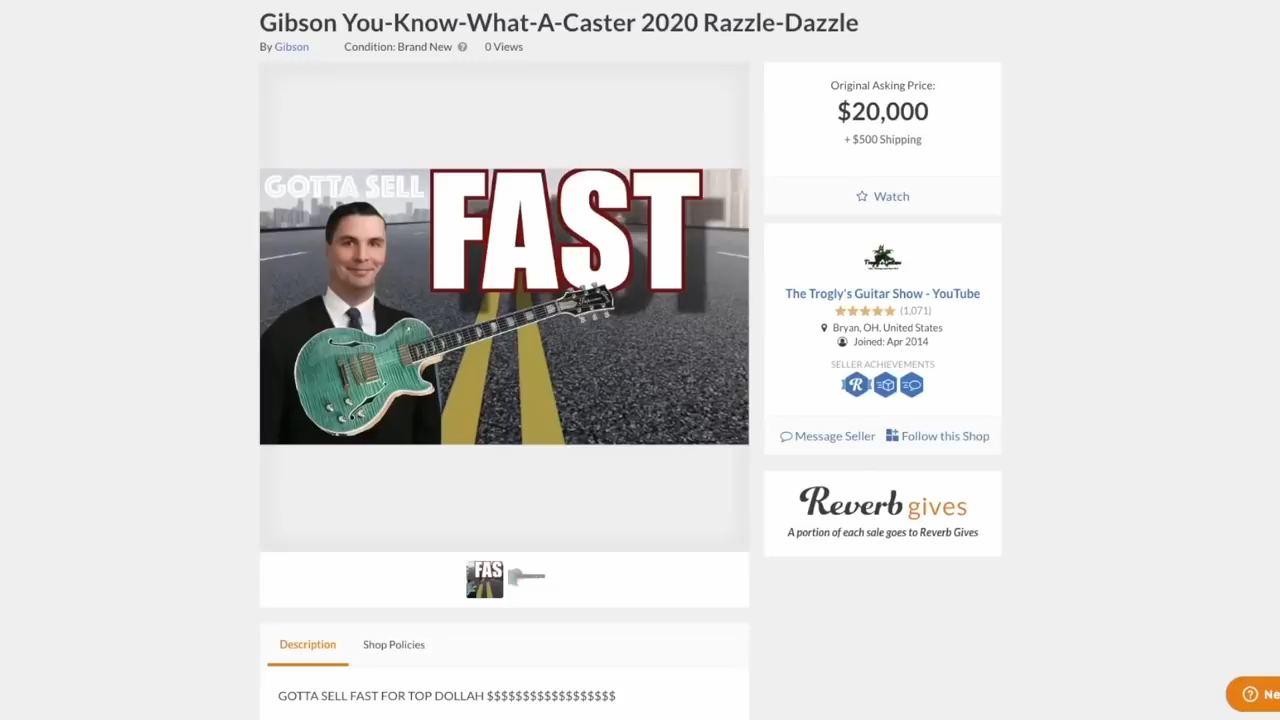 Gibson You-Know-What-A-Caster 2020 Razzle-Dazzle
By Gibson Condition: Brand New 0 Views
GOTTA SELL FAST
Original Asking Price:
$20,000
+ $500 Shipping
Watch
The Trogly's Guitar Show - YouTube
(1,071)
Bryan, OH, United States
Joined: Apr 2014
SELLER ACHIEVEMENTS
R
Message Seller Follow this Shop
Reverb gives
A portion of each sale goes to Reverb Gives
FAS
Description Shop Policies
GOTTA SELL FAST FOR TOP DOLLAH $$$$$$$$$$$$$$$$$$
Ne